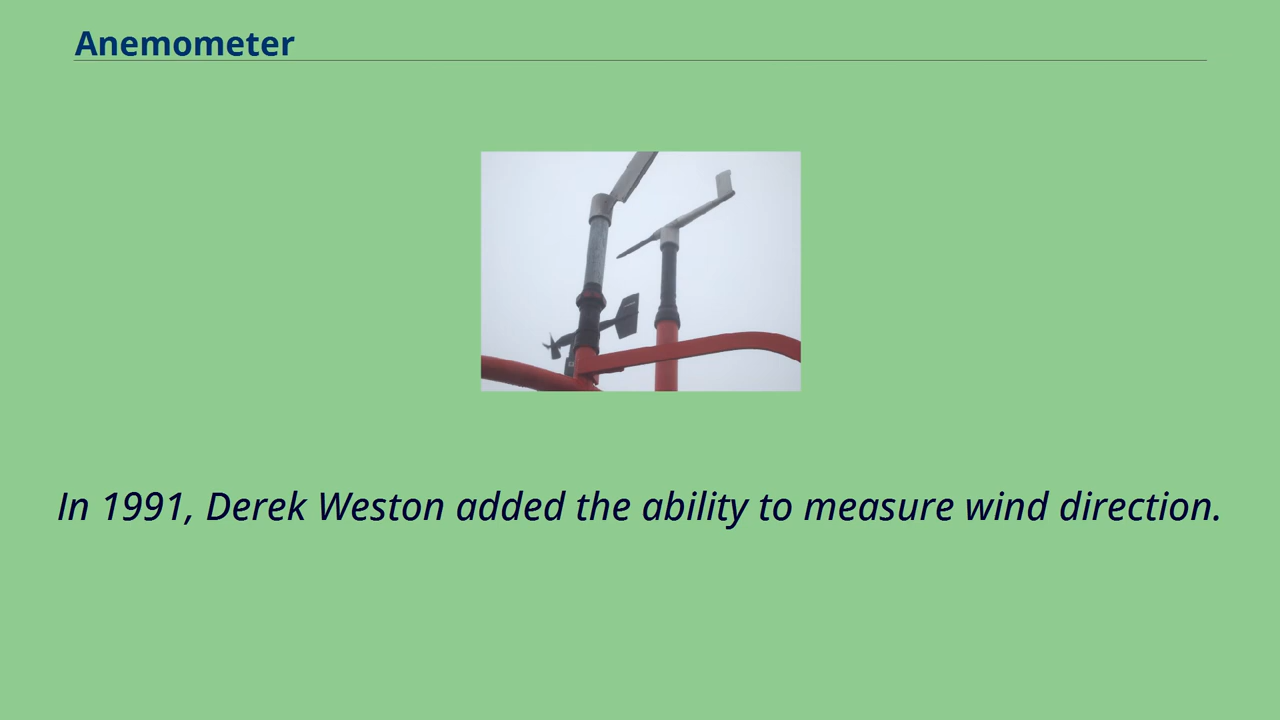 Anemometer
In 1991, Derek Weston added the ability to measure wind direction.